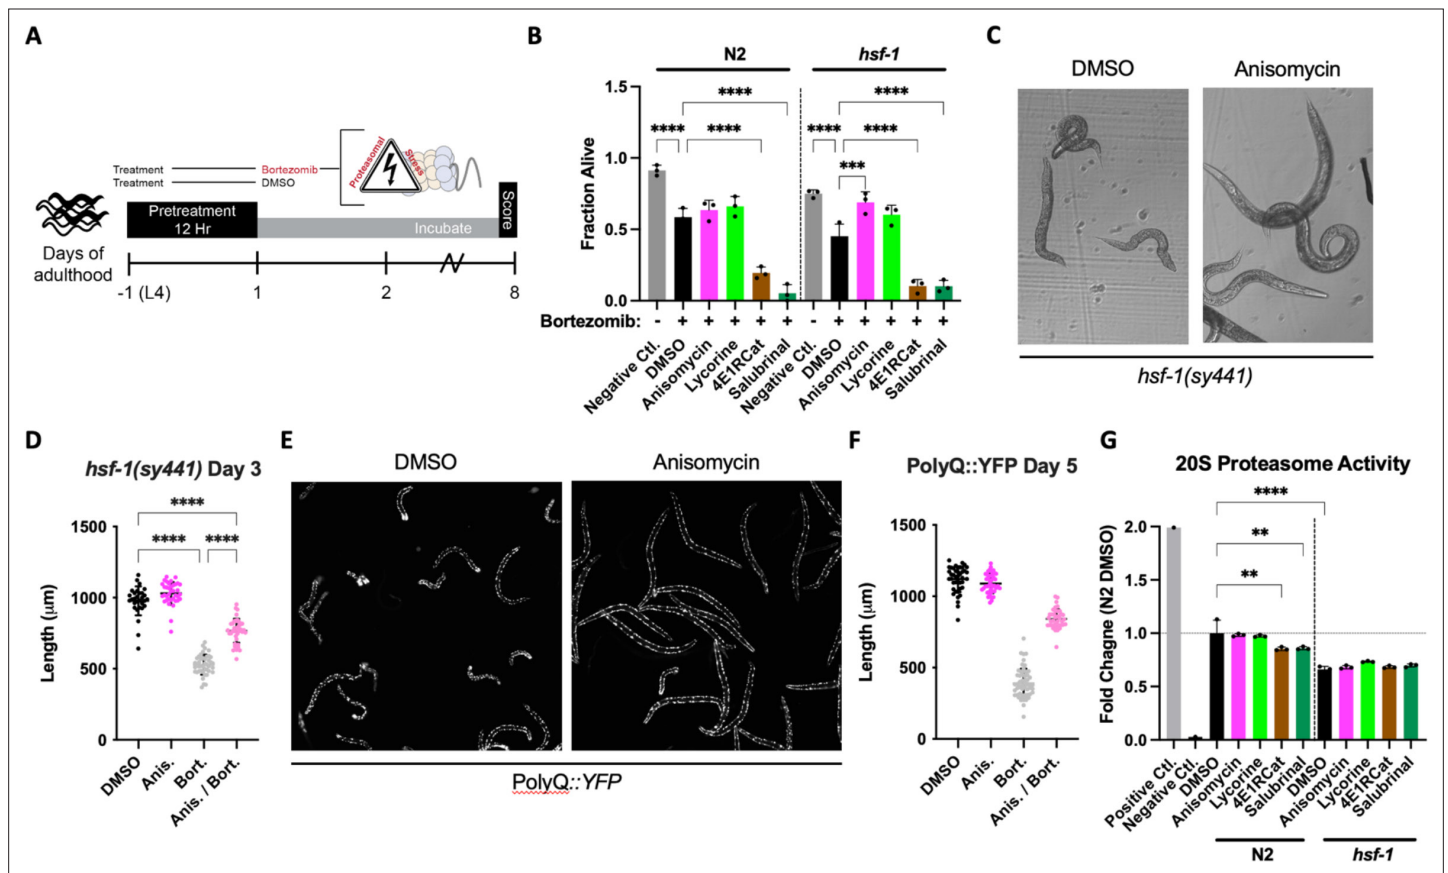 A
Treatment
Bortezomib
Treatment
DMSO
Proteasomal
Stress
Pretreatment
12 Hr
Incubate
Score
Days of
adulthood
-1 (L4)
1
2
8
B
N2
hsf-1
Fraction Alive
1.5
1.0
0.5
0.0
****
****
****
****
****
****
***
Bortezomib: - + + + + + - + + + + +
Negative Ctl.
DMSO
Anisomycin
Lycorine
4E1RCat
Salubrinal
Negative Ctl.
DMSO
Anisomycin
Lycorine
4E1RCat
Salubrinal
C
DMSO
Anisomycin
hsf-1(sy441)
D
hsf-1(sy441) Day 3
****
****
****
Length (μm)
1500
1000
500
0
DMSO
Anis.
Bort.
Anis. / Bort.
E
DMSO
Anisomycin
PolyQ::YFP
F
PolyQ::YFP Day 5
Length (μm)
1500
1000
500
0
DMSO
Anis.
Bort.
Anis. / Bort.
G
20S Proteasome Activity
****
**
**
Fold Chagne (N2 DMSO)
2.0
1.5
1.0
0.5
0.0
Positive Ctl.
Negative Ctl.
DMSO
Anisomycin
Lycorine
4E1RCat
Salubrinal
DMSO
Anisomycin
Lycorine
4E1RCat
Salubrinal
N2
hsf-1